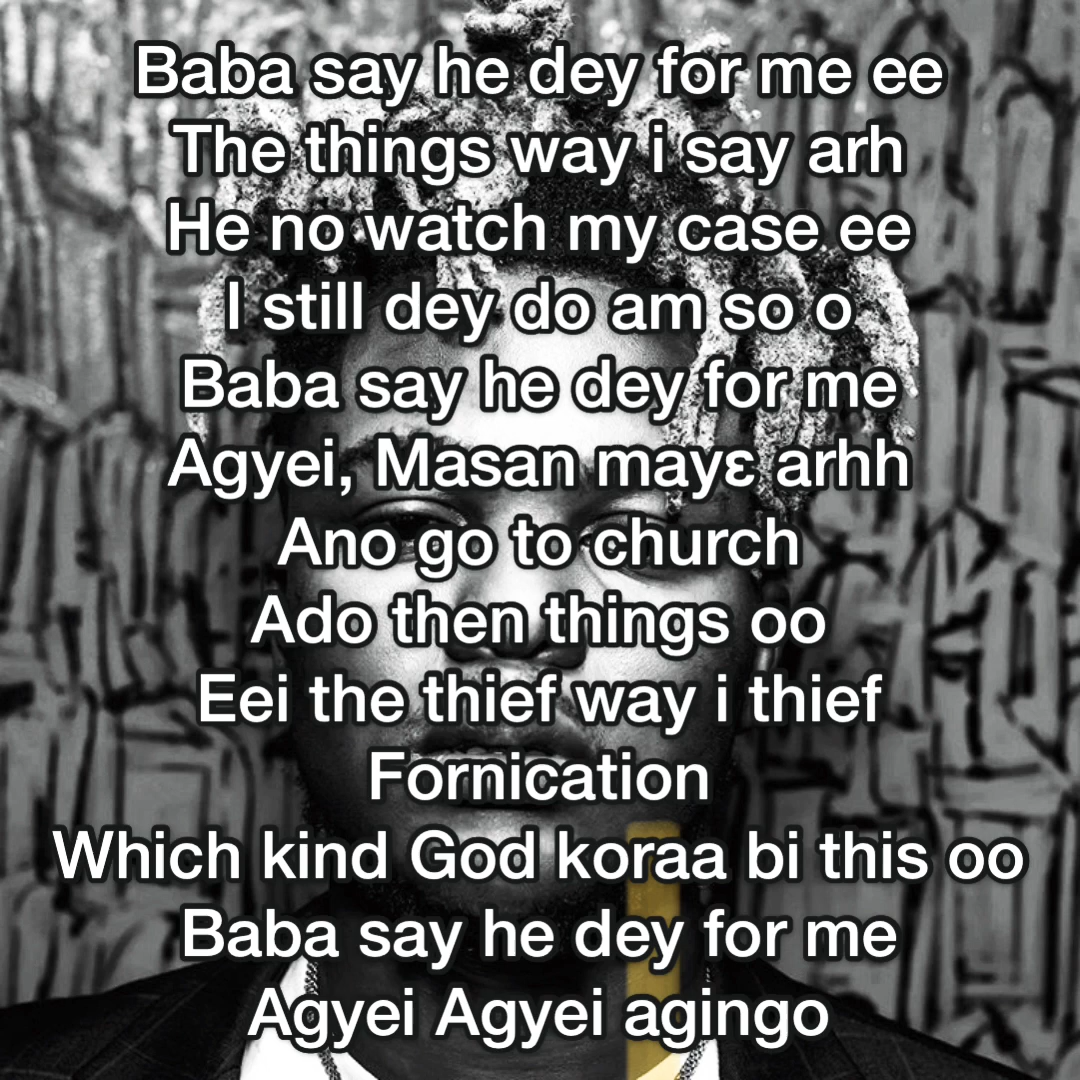 Baba say he dey for me ee
The things way i say arh
He no watch my case ee
I still dey do am so o
Baba say he dey for me
Agyei, Masan mayɛ arhh
Ano go to church
Ado then things oo
Eei the thief way i thief
Fornication
Which kind God koraa bi this oo
Baba say he dey for me
Agyei Agyei agingo